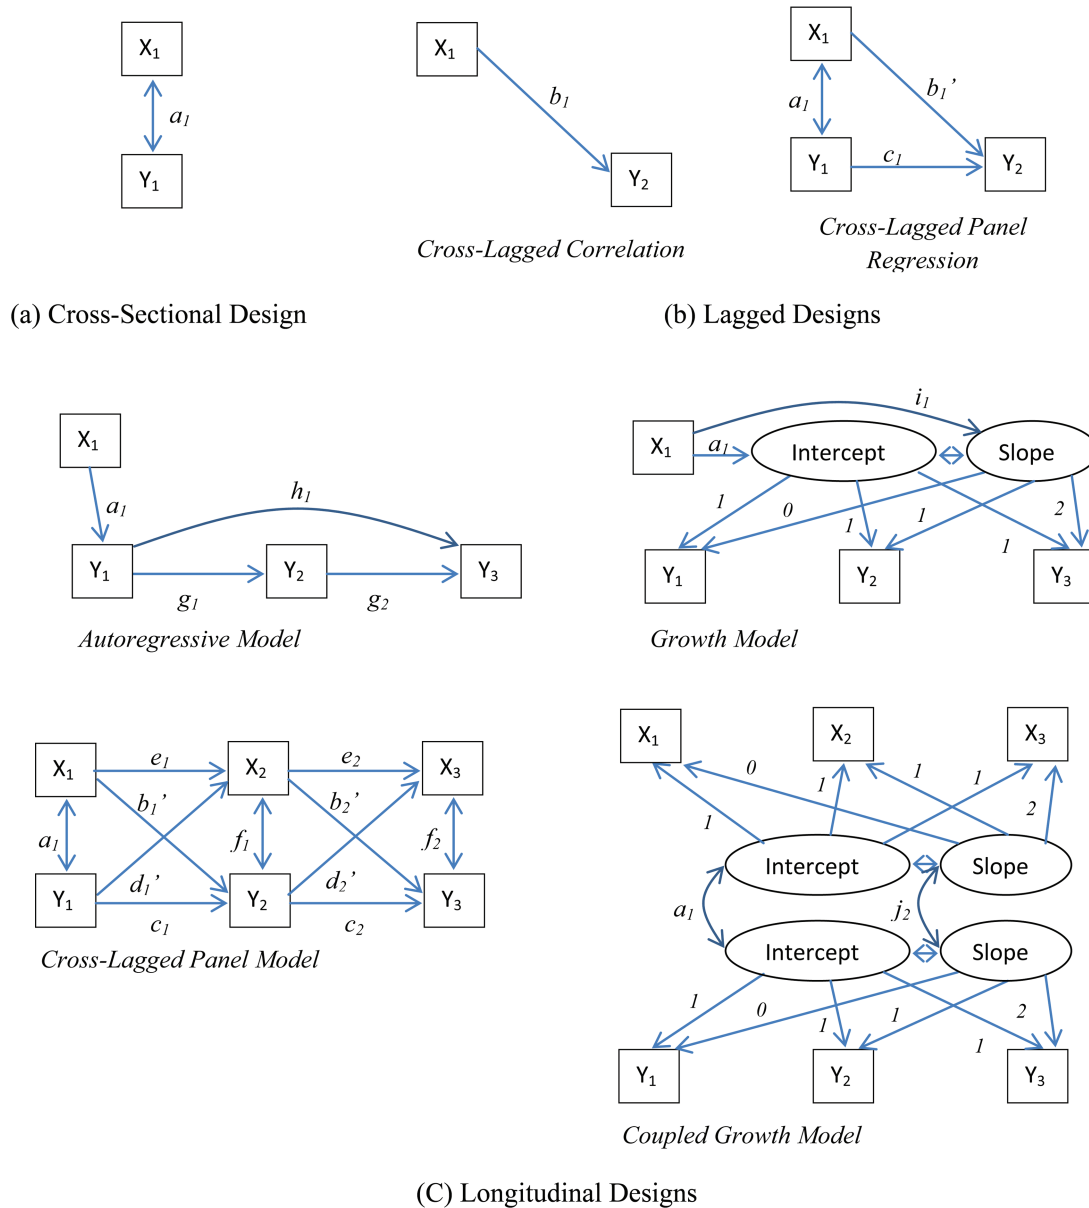 X₁
a₁
Y₁
X₁
b₁
Y₂
Cross-Lagged Correlation
X₁
a₁
b₁’
Y₁
c₁
Y₂
Cross-Lagged Panel
Regression
(a) Cross-Sectional Design
(b) Lagged Designs
X₁
a₁
h₁
Y₁
Y₂
Y₃
g₁
g₂
Autoregressive Model
i₁
X₁
a₁
Intercept
Slope
1
0
1
1
1
2
Y₁
Y₂
Y₃
Growth Model
X₁
e₁
X₂
e₂
X₃
b₁’
b₂’
a₁
f₁
f₂
Y₁
d₁’
Y₂
d₂’
Y₃
c₁
c₂
Cross-Lagged Panel Model
X₁
X₂
X₃
0
1
1
1
1
2
Intercept
Slope
a₁
j₂
Intercept
Slope
1
0
1
1
1
2
Y₁
Y₂
Y₃
Coupled Growth Model
(C) Longitudinal Designs